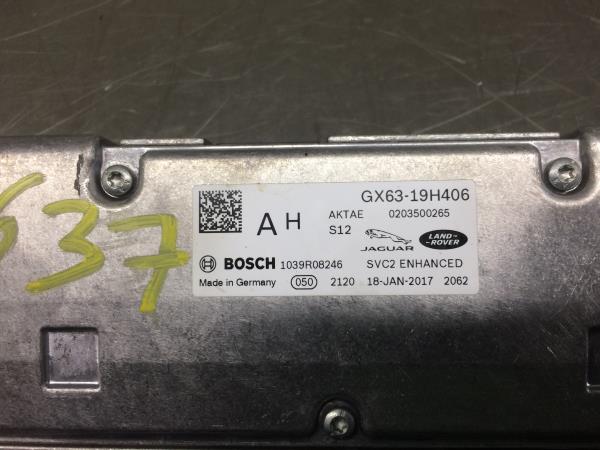 637
GX63-19H406
AH AKTAE 0203500265
S12 JAGUAR LAND-ROVER
BOSCH 1039R08246 SVC2 ENHANCED
Made in Germany 050 2120 18-JAN-2017 2062